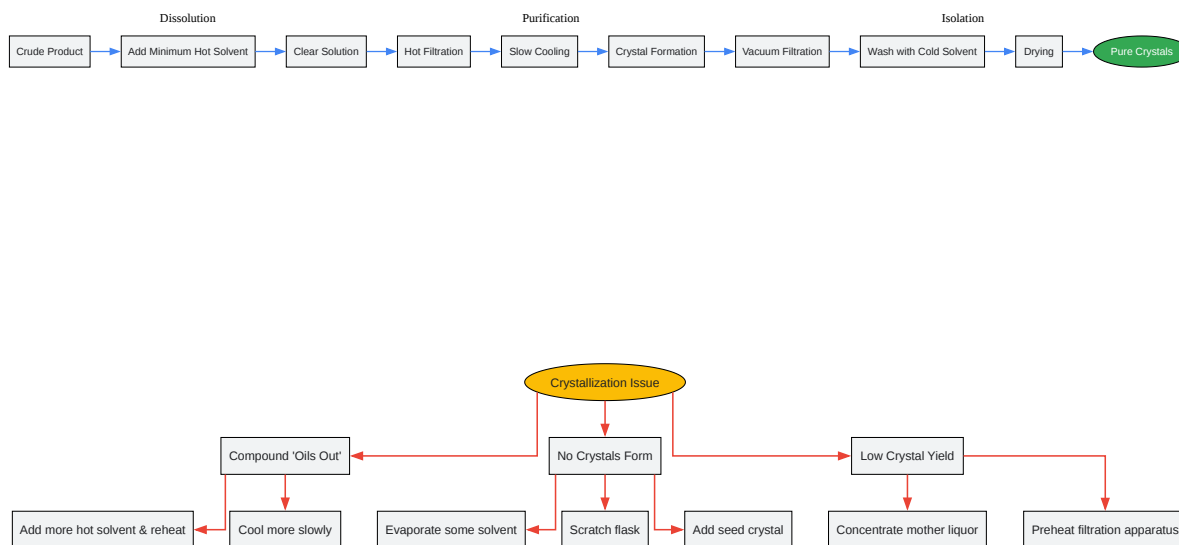 Dissolution
Purification
Isolation
Crude Product
Add Minimum Hot Solvent
Clear Solution
Hot Filtration
Slow Cooling
Crystal Formation
Vacuum Filtration
Wash with Cold Solvent
Drying
Pure Crystals
Crystallization Issue
Compound 'Oils Out'
No Crystals Form
Low Crystal Yield
Add more hot solvent & reheat
Cool more slowly
Evaporate some solvent
Scratch flask
Add seed crystal
Concentrate mother liquor
Preheat filtration apparatus